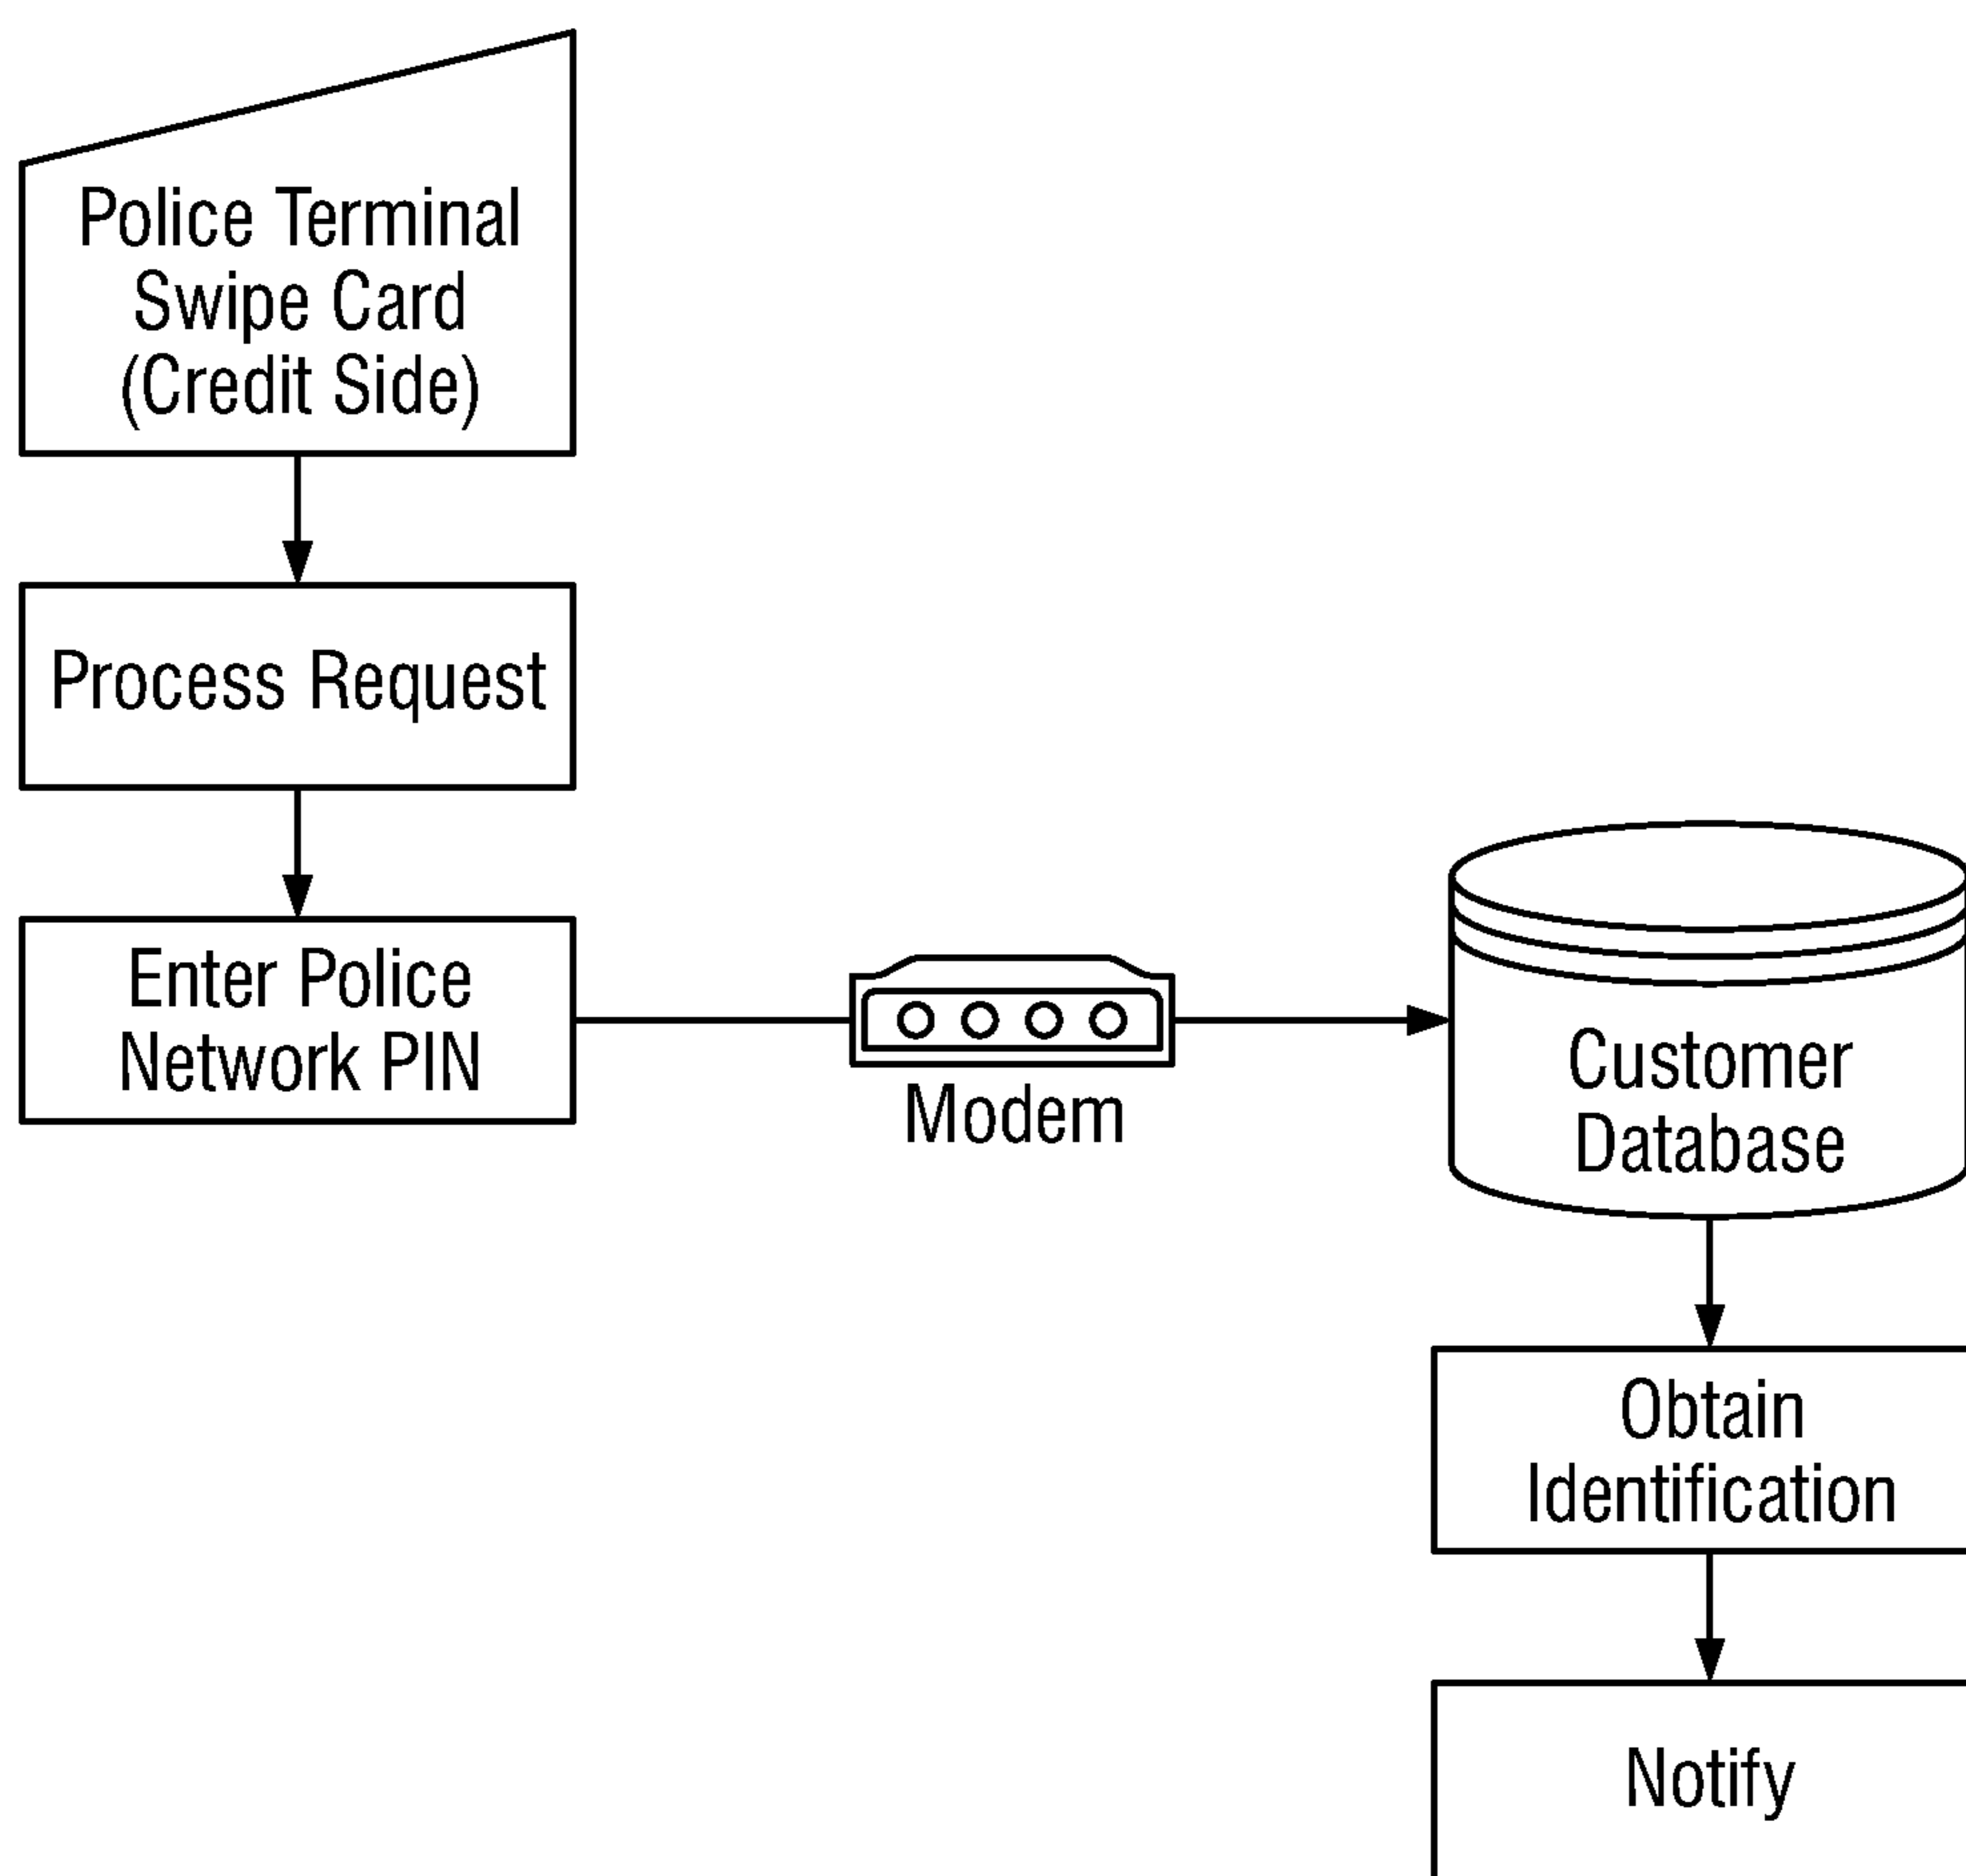 Police Terminal
Swipe Card
(Credit Side)
Process Request
Enter Police
Network PIN
Modem
Customer
Database
Obtain
Identification
Notify